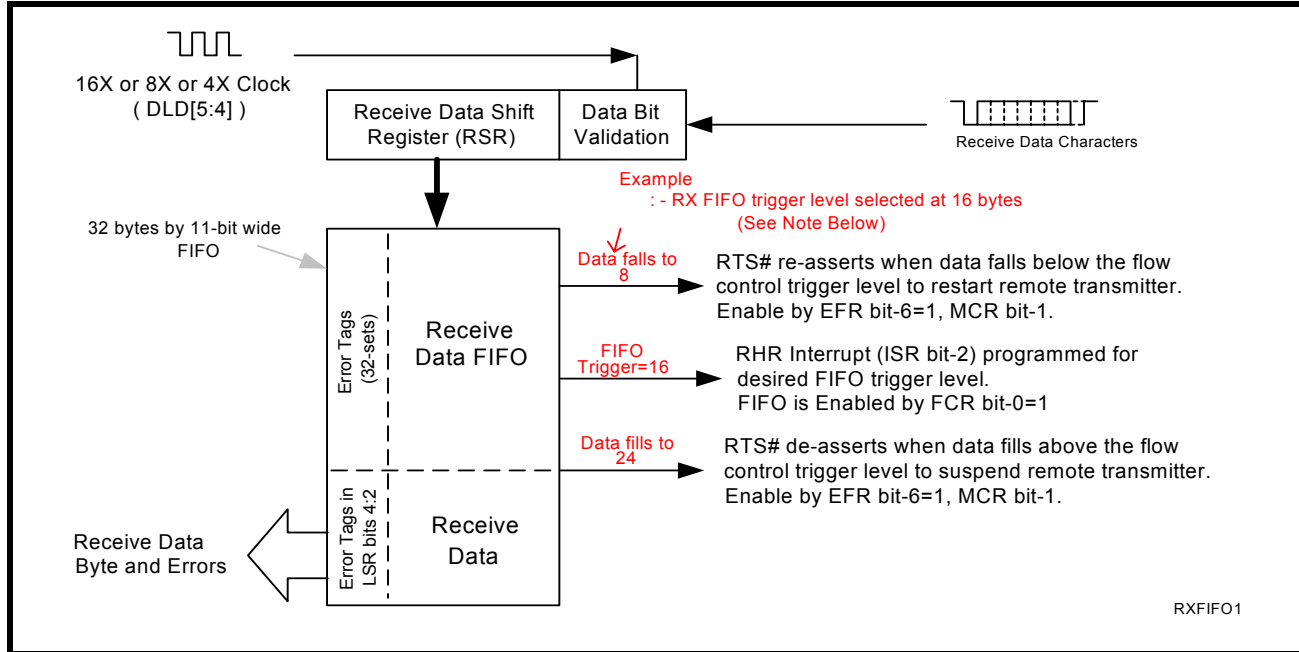 16X or 8X or 4X Clock
( DLD[5:4] )
Receive Data Shift
Register (RSR)
Data Bit
Validation
Receive Data Characters
Example
: - RX FIFO trigger level selected at 16 bytes
(See Note Below)
32 bytes by 11-bit wide
FIFO
Data falls to
8
RTS# re-asserts when data falls below the flow
control trigger level to restart remote transmitter.
Enable by EFR bit-6=1, MCR bit-1.
Error Tags
(32-sets)
Receive
Data FIFO
FIFO
Trigger=16
RHR Interrupt (ISR bit-2) programmed for
desired FIFO trigger level.
FIFO is Enabled by FCR bit-0=1
Data fills to
24
RTS# de-asserts when data fills above the flow
control trigger level to suspend remote transmitter.
Enable by EFR bit-6=1, MCR bit-1.
Error Tags in
LSR bits 4:2
Receive
Data
Receive Data
Byte and Errors
RXFIFO1